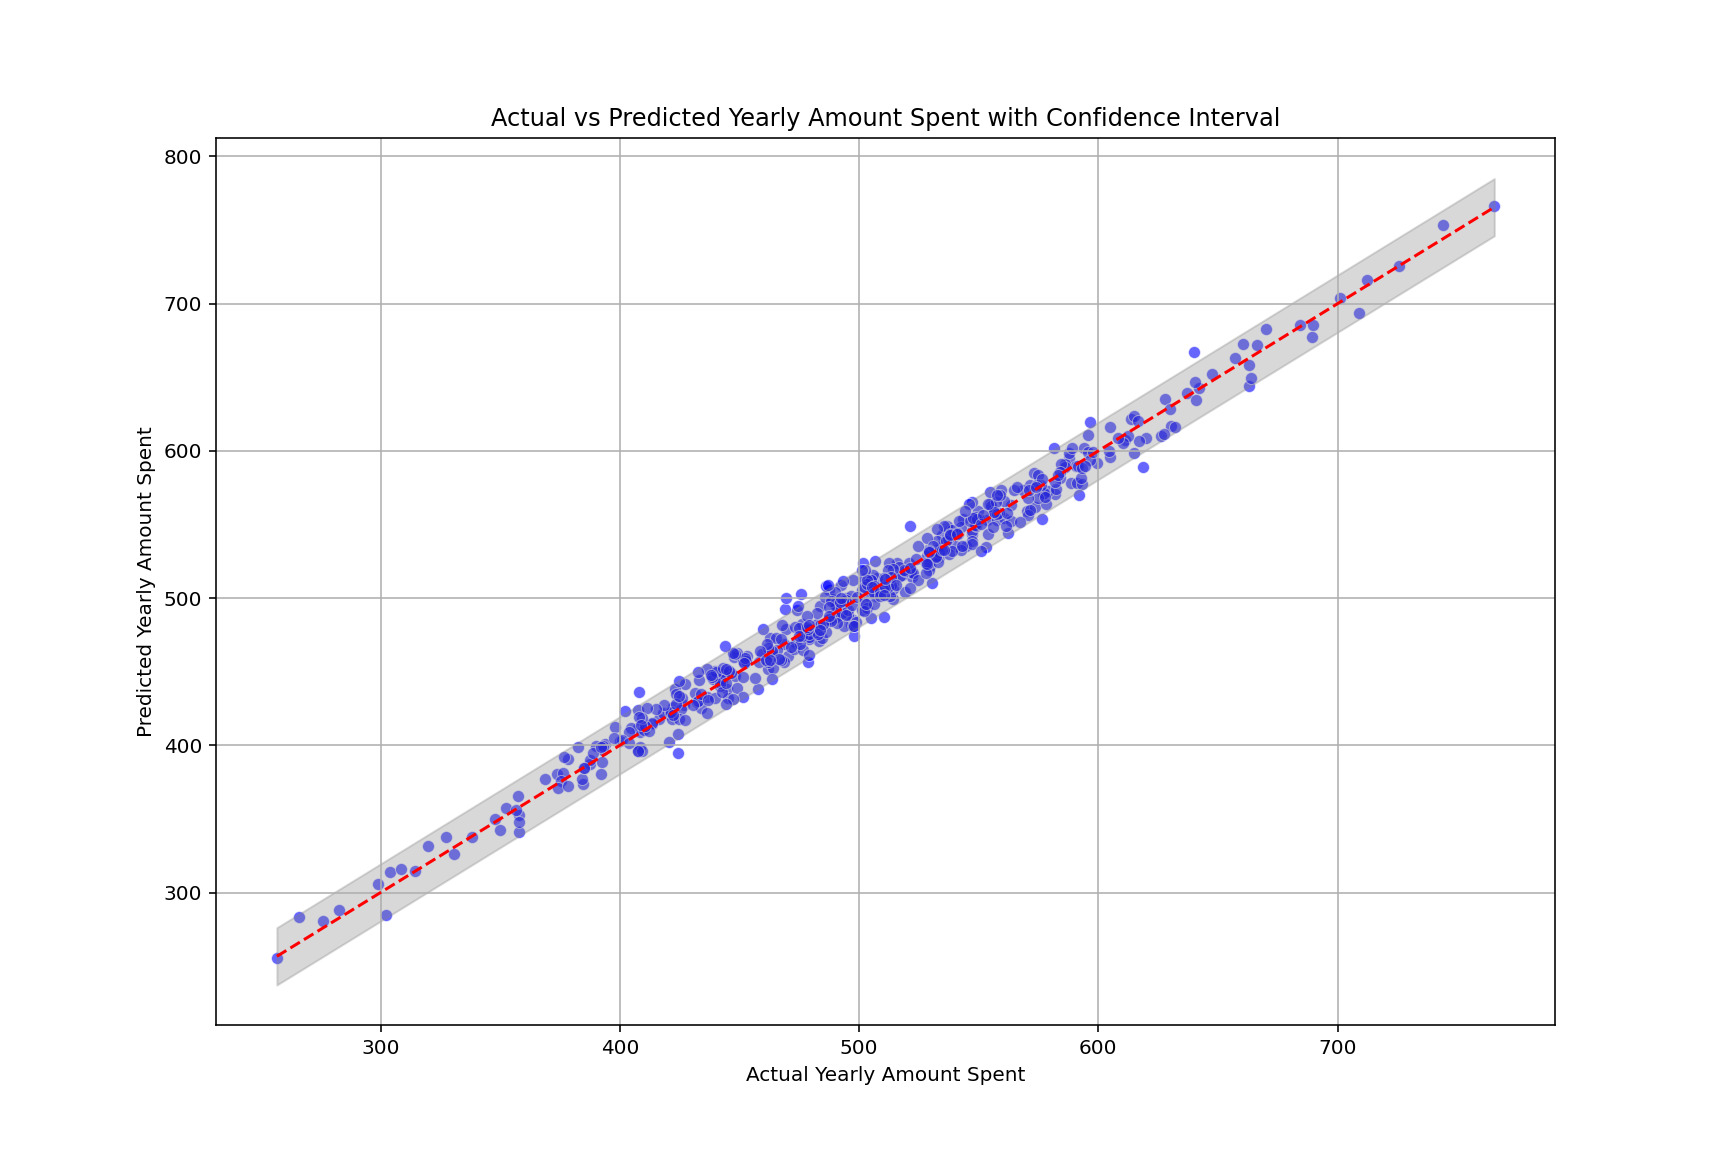 Actual vs Predicted Yearly Amount Spent with Confidence Interval
800
700
600
500
400
300
Predicted Yearly Amount Spent
300 400 500 600 700
Actual Yearly Amount Spent